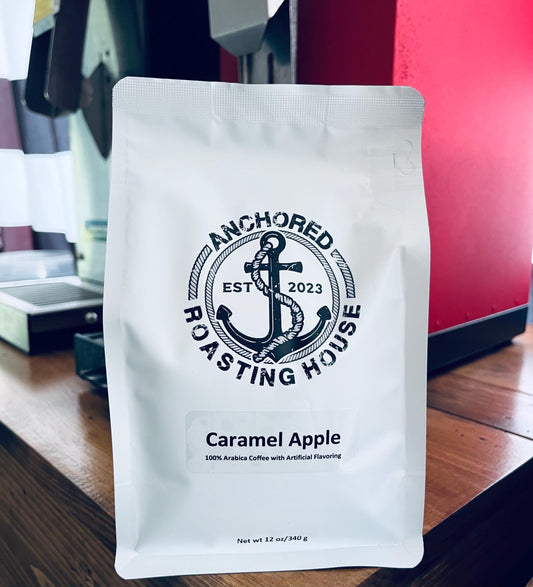 ANCHORED
EST 2023
ROASTING HOUSE
Caramel Apple
100% Arabica Coffee with Artificial Flavoring
Net wt 12 oz/340 g